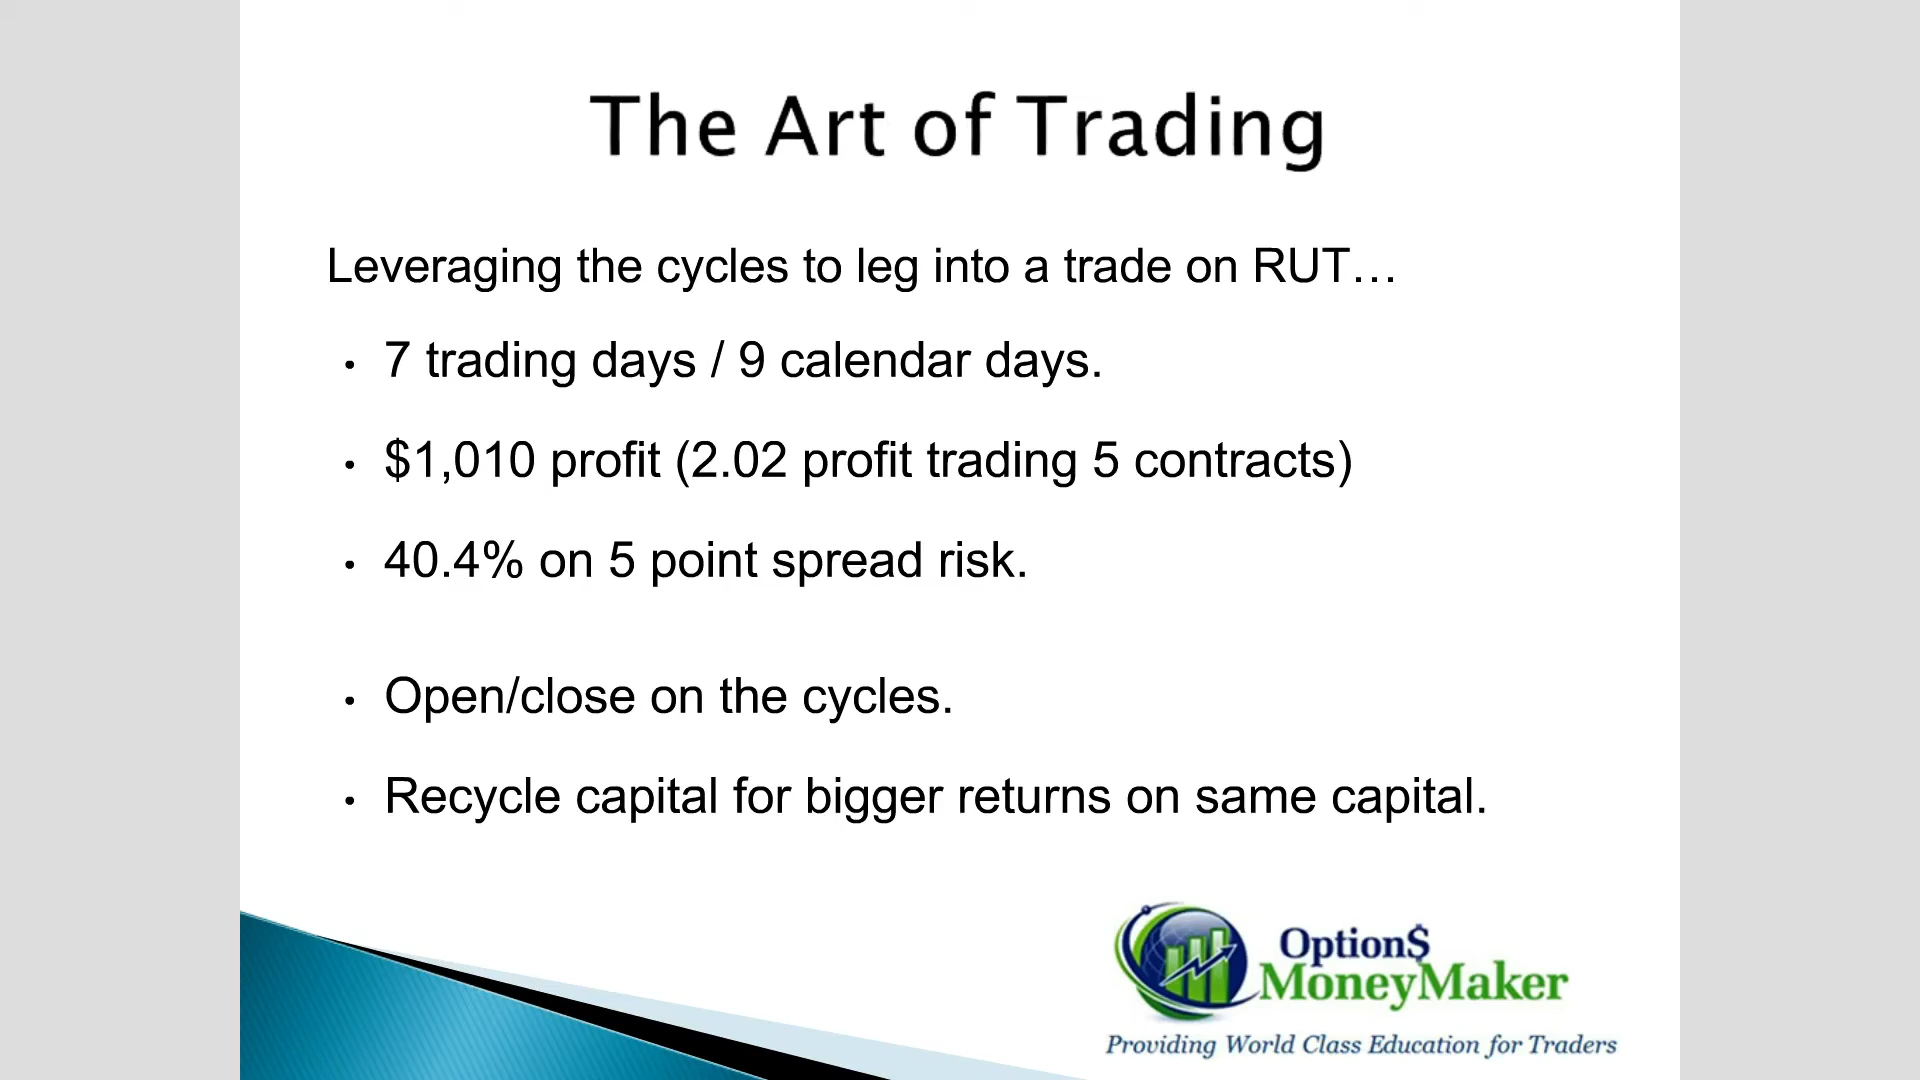 The Art of Trading
Leveraging the cycles to leg into a trade on RUT…
• 7 trading days / 9 calendar days.
• $1,010 profit (2.02 profit trading 5 contracts)
• 40.4% on 5 point spread risk.
• Open/close on the cycles.
• Recycle capital for bigger returns on same capital.
Option$
MoneyMaker
Providing World Class Education for Traders